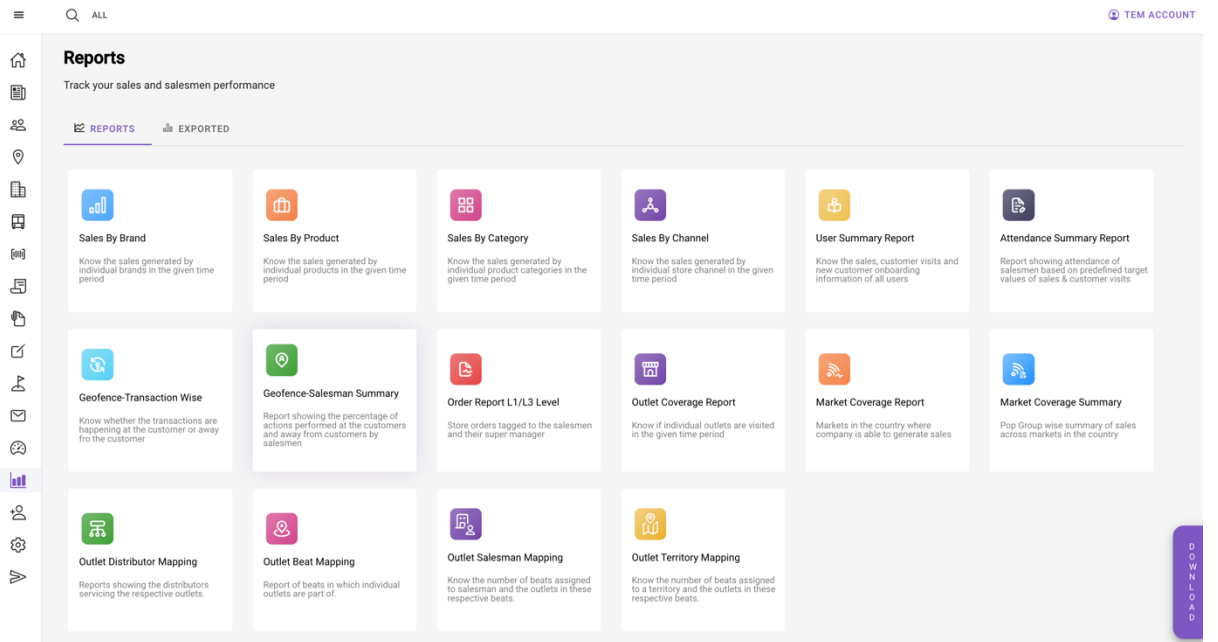 ALL
TEM ACCOUNT
Reports
Track your sales and salesmen performance
REPORTS
EXPORTED
Sales By Brand
Know the sales generated by
individual brands in the given time
period
Sales By Product
Know the sales generated by
individual products in the given time
period
Sales By Category
Know the sales generated by
individual product categories in the
given time period
Sales By Channel
Know the sales generated by
individual store channel in the given
time period
User Summary Report
Know the sales, customer visits and
new customer onboarding
information of all users
Attendance Summary Report
Report showing attendance of
salesmen based on predefined target
values of sales & customer visits
Geofence-Transaction Wise
Know whether the transactions are
happening at the customer or away
fro the customer
Geofence-Salesman Summary
Report showing the percentage of
actions performed at the customers
and away from customers by
salesmen
Order Report L1/L3 Level
Store orders tagged to the salesmen
and their super manager
Outlet Coverage Report
Know if individual outlets are visited
in the given time period
Market Coverage Report
Markets in the country where
company is able to generate sales
Market Coverage Summary
Pop Group wise summary of sales
across markets in the country
Outlet Distributor Mapping
Reports showing the distributors
servicing the respective outlets.
Outlet Beat Mapping
Report of beats in which individual
outlets are part of.
Outlet Salesman Mapping
Know the number of beats assigned
to salesman and the outlets in these
respective beats.
Outlet Territory Mapping
Know the number of beats assigned
to a territory and the outlets in these
respective beats.
DOWNLOAD